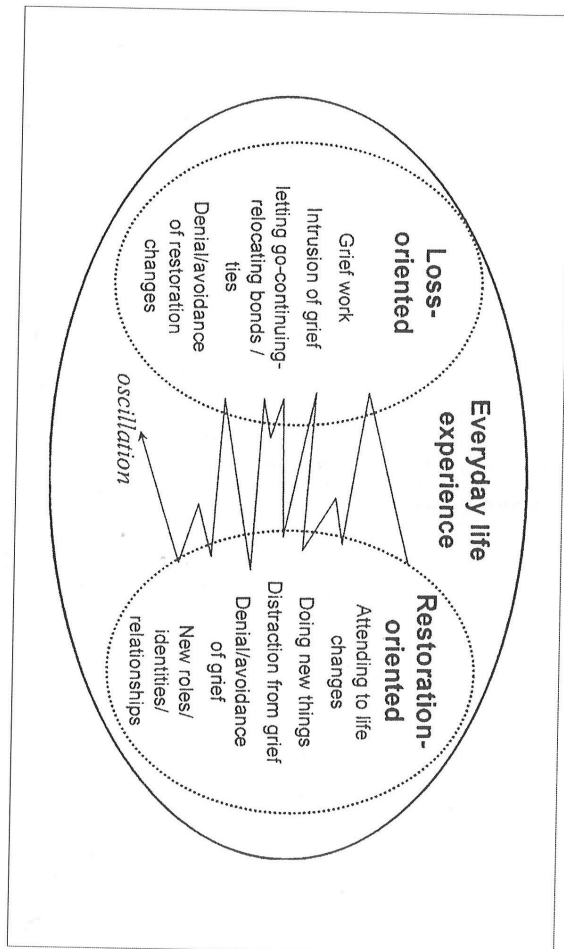 Everyday life
experience
Loss-
oriented
Grief work
Intrusion of grief
letting go-continuing-
relocating bonds /
ties
Denial/avoidance
of restoration
changes
Restoration-
oriented
Attending to life
changes
Doing new things
Distraction from grief
Denial/avoidance
of grief
New roles/
identities/
relationships
oscillation